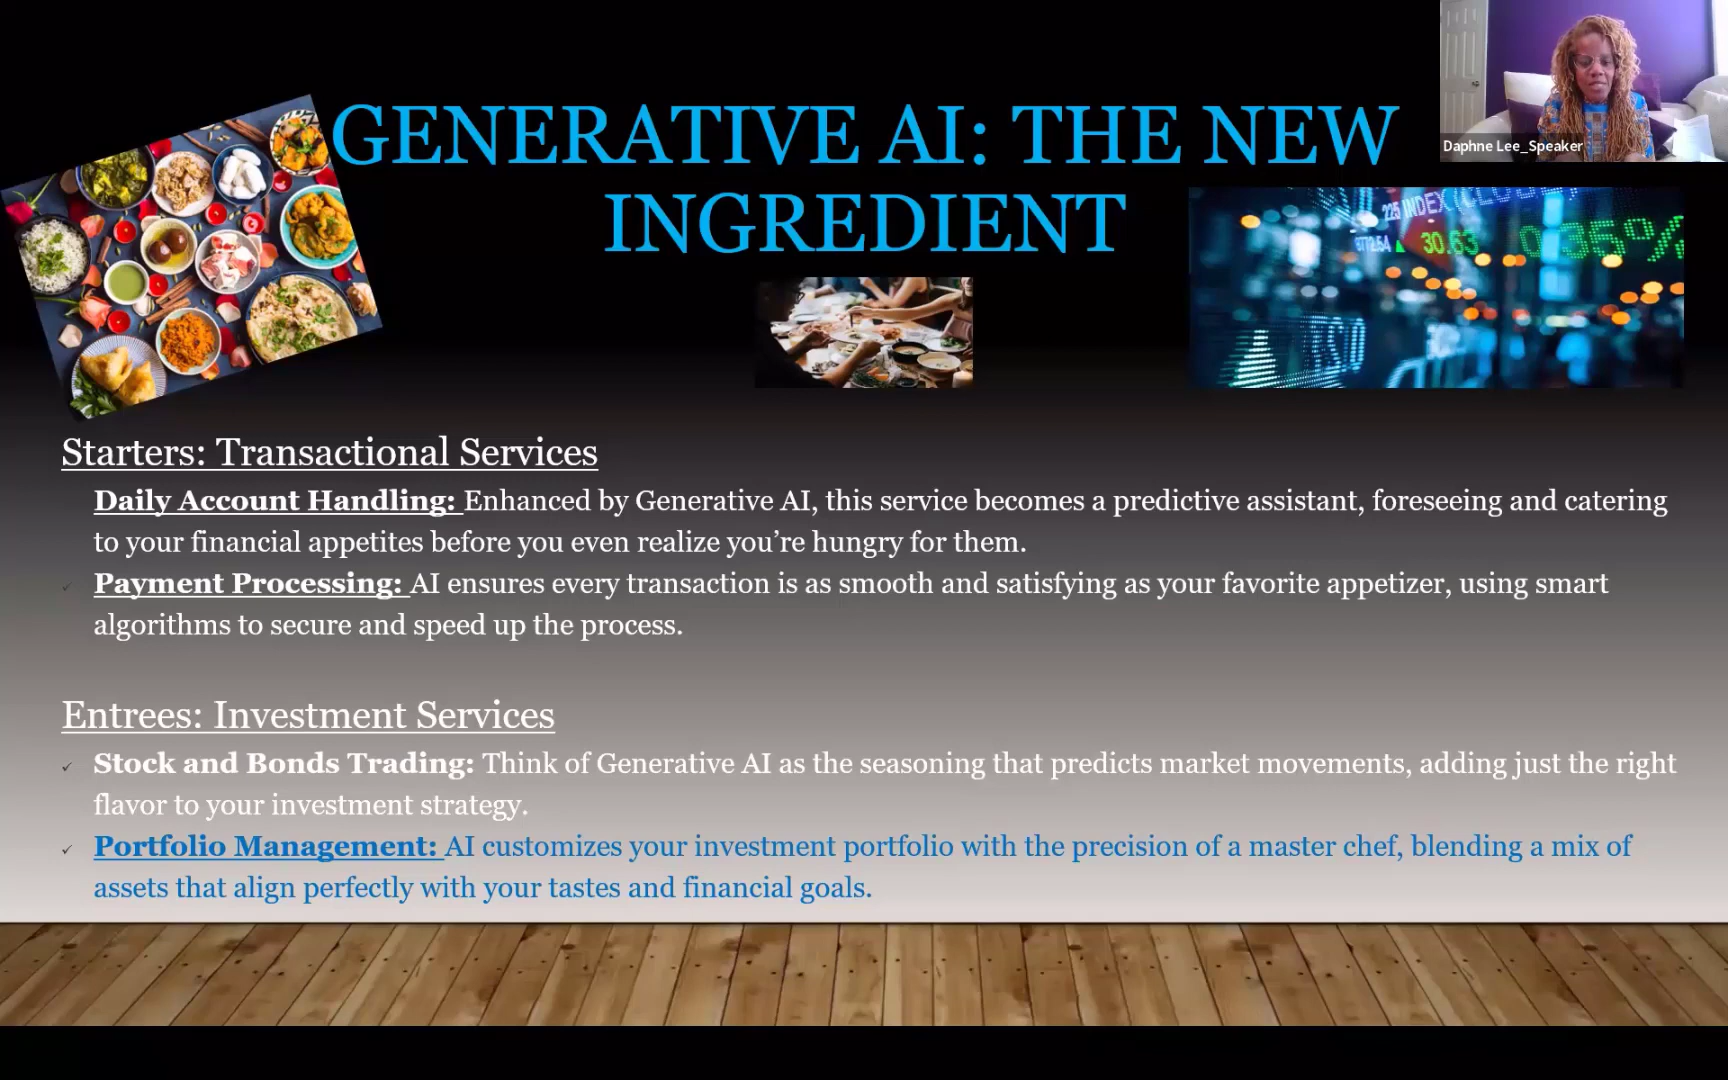 GENERATIVE AI: THE NEW
INGREDIENT
Daphne Lee_Speaker
225 INDEX
30.63 0.35%
Starters: Transactional Services
Daily Account Handling: Enhanced by Generative AI, this service becomes a predictive assistant, foreseeing and catering
to your financial appetites before you even realize you’re hungry for them.
✓ Payment Processing: AI ensures every transaction is as smooth and satisfying as your favorite appetizer, using smart
algorithms to secure and speed up the process.
Entrees: Investment Services
✓ Stock and Bonds Trading: Think of Generative AI as the seasoning that predicts market movements, adding just the right
flavor to your investment strategy.
✓ Portfolio Management: AI customizes your investment portfolio with the precision of a master chef, blending a mix of
assets that align perfectly with your tastes and financial goals.